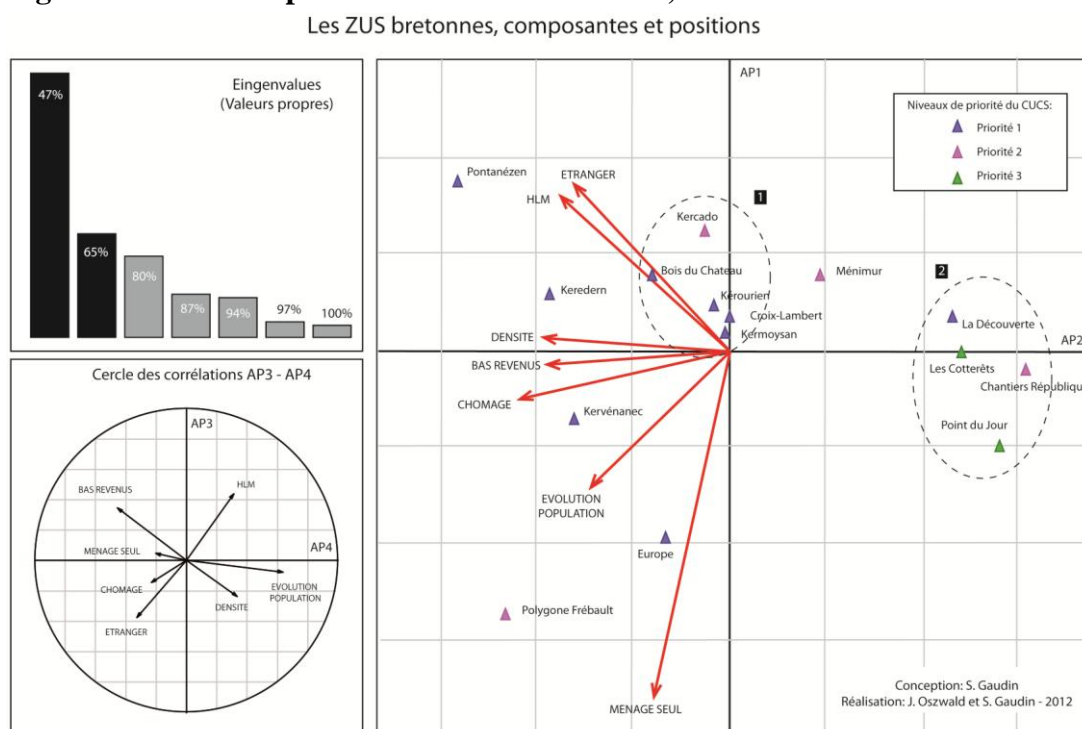 Les ZUS bretonnes, composantes et positions
Eingenvalues
(Valeurs propres)
47%
65%
80%
87%
94%
97%
100%
Cercle des corrélations AP3 - AP4
AP3
BAS REVENUS
HLM
MENAGE SEUL
AP4
CHOMAGE
EVOLUTION
POPULATION
DENSITE
ETRANGER
AP1
Niveaux de priorité du CUCS:
Priorité 1
Priorité 2
Priorité 3
Pontanézen
ETRANGER
HLM
1
Kercado
Bois du Chateau
Ménimur
2
Keredern
Kérourien
Croix-Lambert
La Découverte
DENSITE
Kermoysan
AP2
BAS REVENUS
Les Cotterêts
Chantiers République
CHOMAGE
Kervénanec
Point du Jour
EVOLUTION
POPULATION
Europe
Polygone Frébault
MENAGE SEUL
Conception: S. Gaudin
Réalisation: J. Oszwald et S. Gaudin - 2012